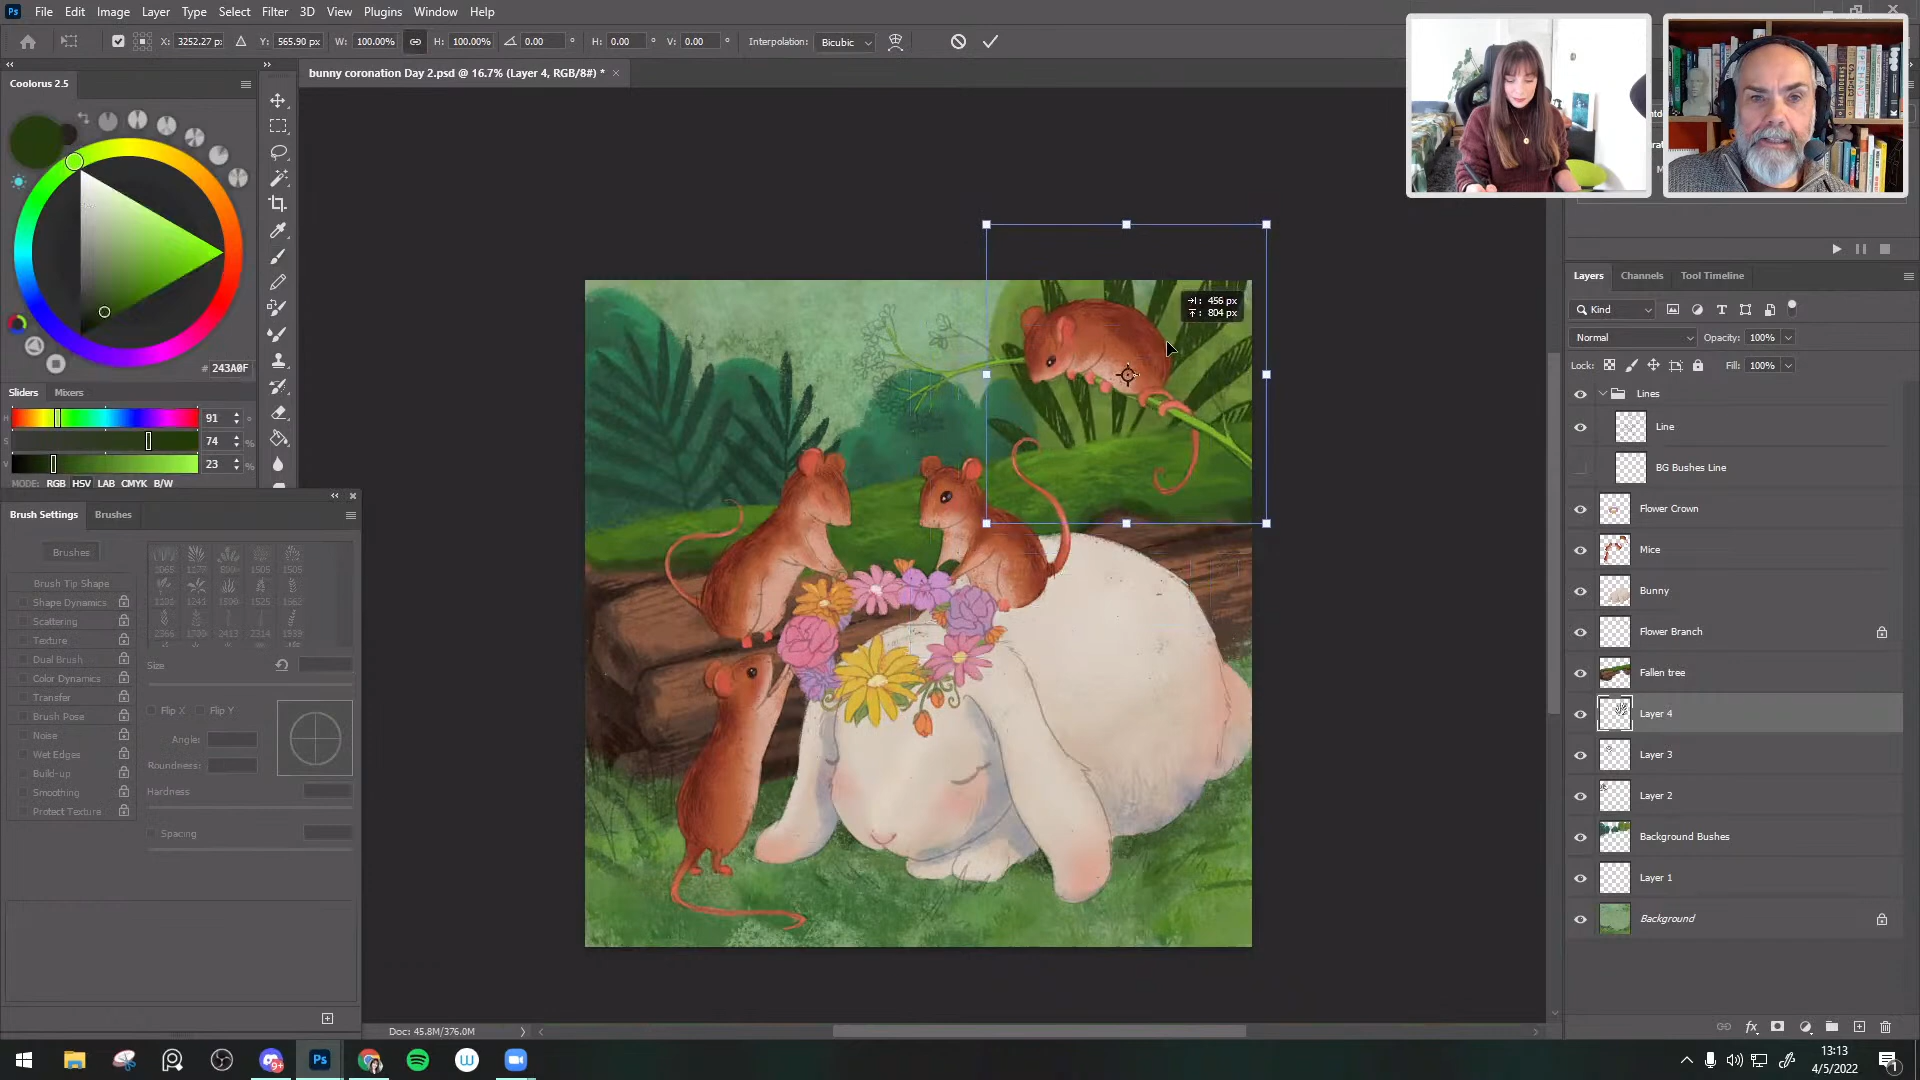 Ps File Edit Image Layer Type Select Filter 3D View Plugins Window Help
X: 3252.27 px Y: 565.90 px W: 100.00% H: 100.00% 0.00 ° H: 0.00 ° V: 0.00 ° Interpolation: Bicubic
bunny coronation Day 2.psd @ 16.7% (Layer 4, RGB/8#) * ×
Coolorus 2.5
# 243A0F
Sliders Mixers
H 91 °
S 74 %
V 23 %
MODE: RGB HSV LAB CMYK B/W
Brush Settings Brushes
Brushes
Brush Tip Shape
Shape Dynamics
Scattering
Texture
Dual Brush
Color Dynamics
Transfer
Brush Pose
Noise
Wet Edges
Build-up
Smoothing
Protect Texture
Size
Flip X Flip Y
Angle:
Roundness:
Hardness
Spacing
456 px
804 px
Layers Channels Tool Timeline
Kind
Normal Opacity: 100%
Lock: Fill: 100%
Lines
Line
BG Bushes Line
Flower Crown
Mice
Bunny
Flower Branch
Fallen tree
Layer 4
Layer 3
Layer 2
Background Bushes
Layer 1
Background
Doc: 45.8M/376.0M
9+ Ps
13:13
4/5/2022
1